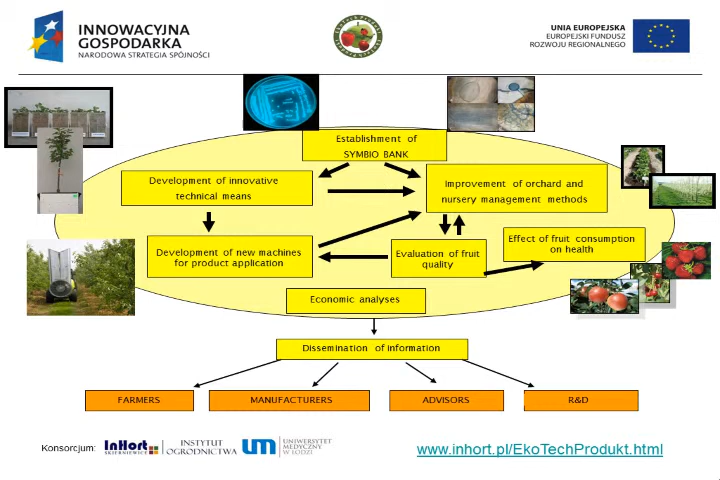 INNOWACYJNA
GOSPODARKA
NARODOWA STRATEGIA SPÓJNOŚCI
UNIA EUROPEJSKA
EUROPEJSKI FUNDUSZ
ROZWOJU REGIONALNEGO
Establishment of
SYMBIO BANK
Development of innovative
technical means
Improvement of orchard and
nursery management methods
Development of new machines
for product application
Evaluation of fruit
quality
Effect of fruit consumption
on health
Economic analyses
Dissemination of information
FARMERS
MANUFACTURERS
ADVISORS
R&D
Konsorcjum:
InHort
SKIERNIEWICE
INSTYTUT
OGRODNICTWA
um
UNIWERSYTET
MEDYCZNY
W ŁODZI
www.inhort.pl/EkoTechProdukt.html